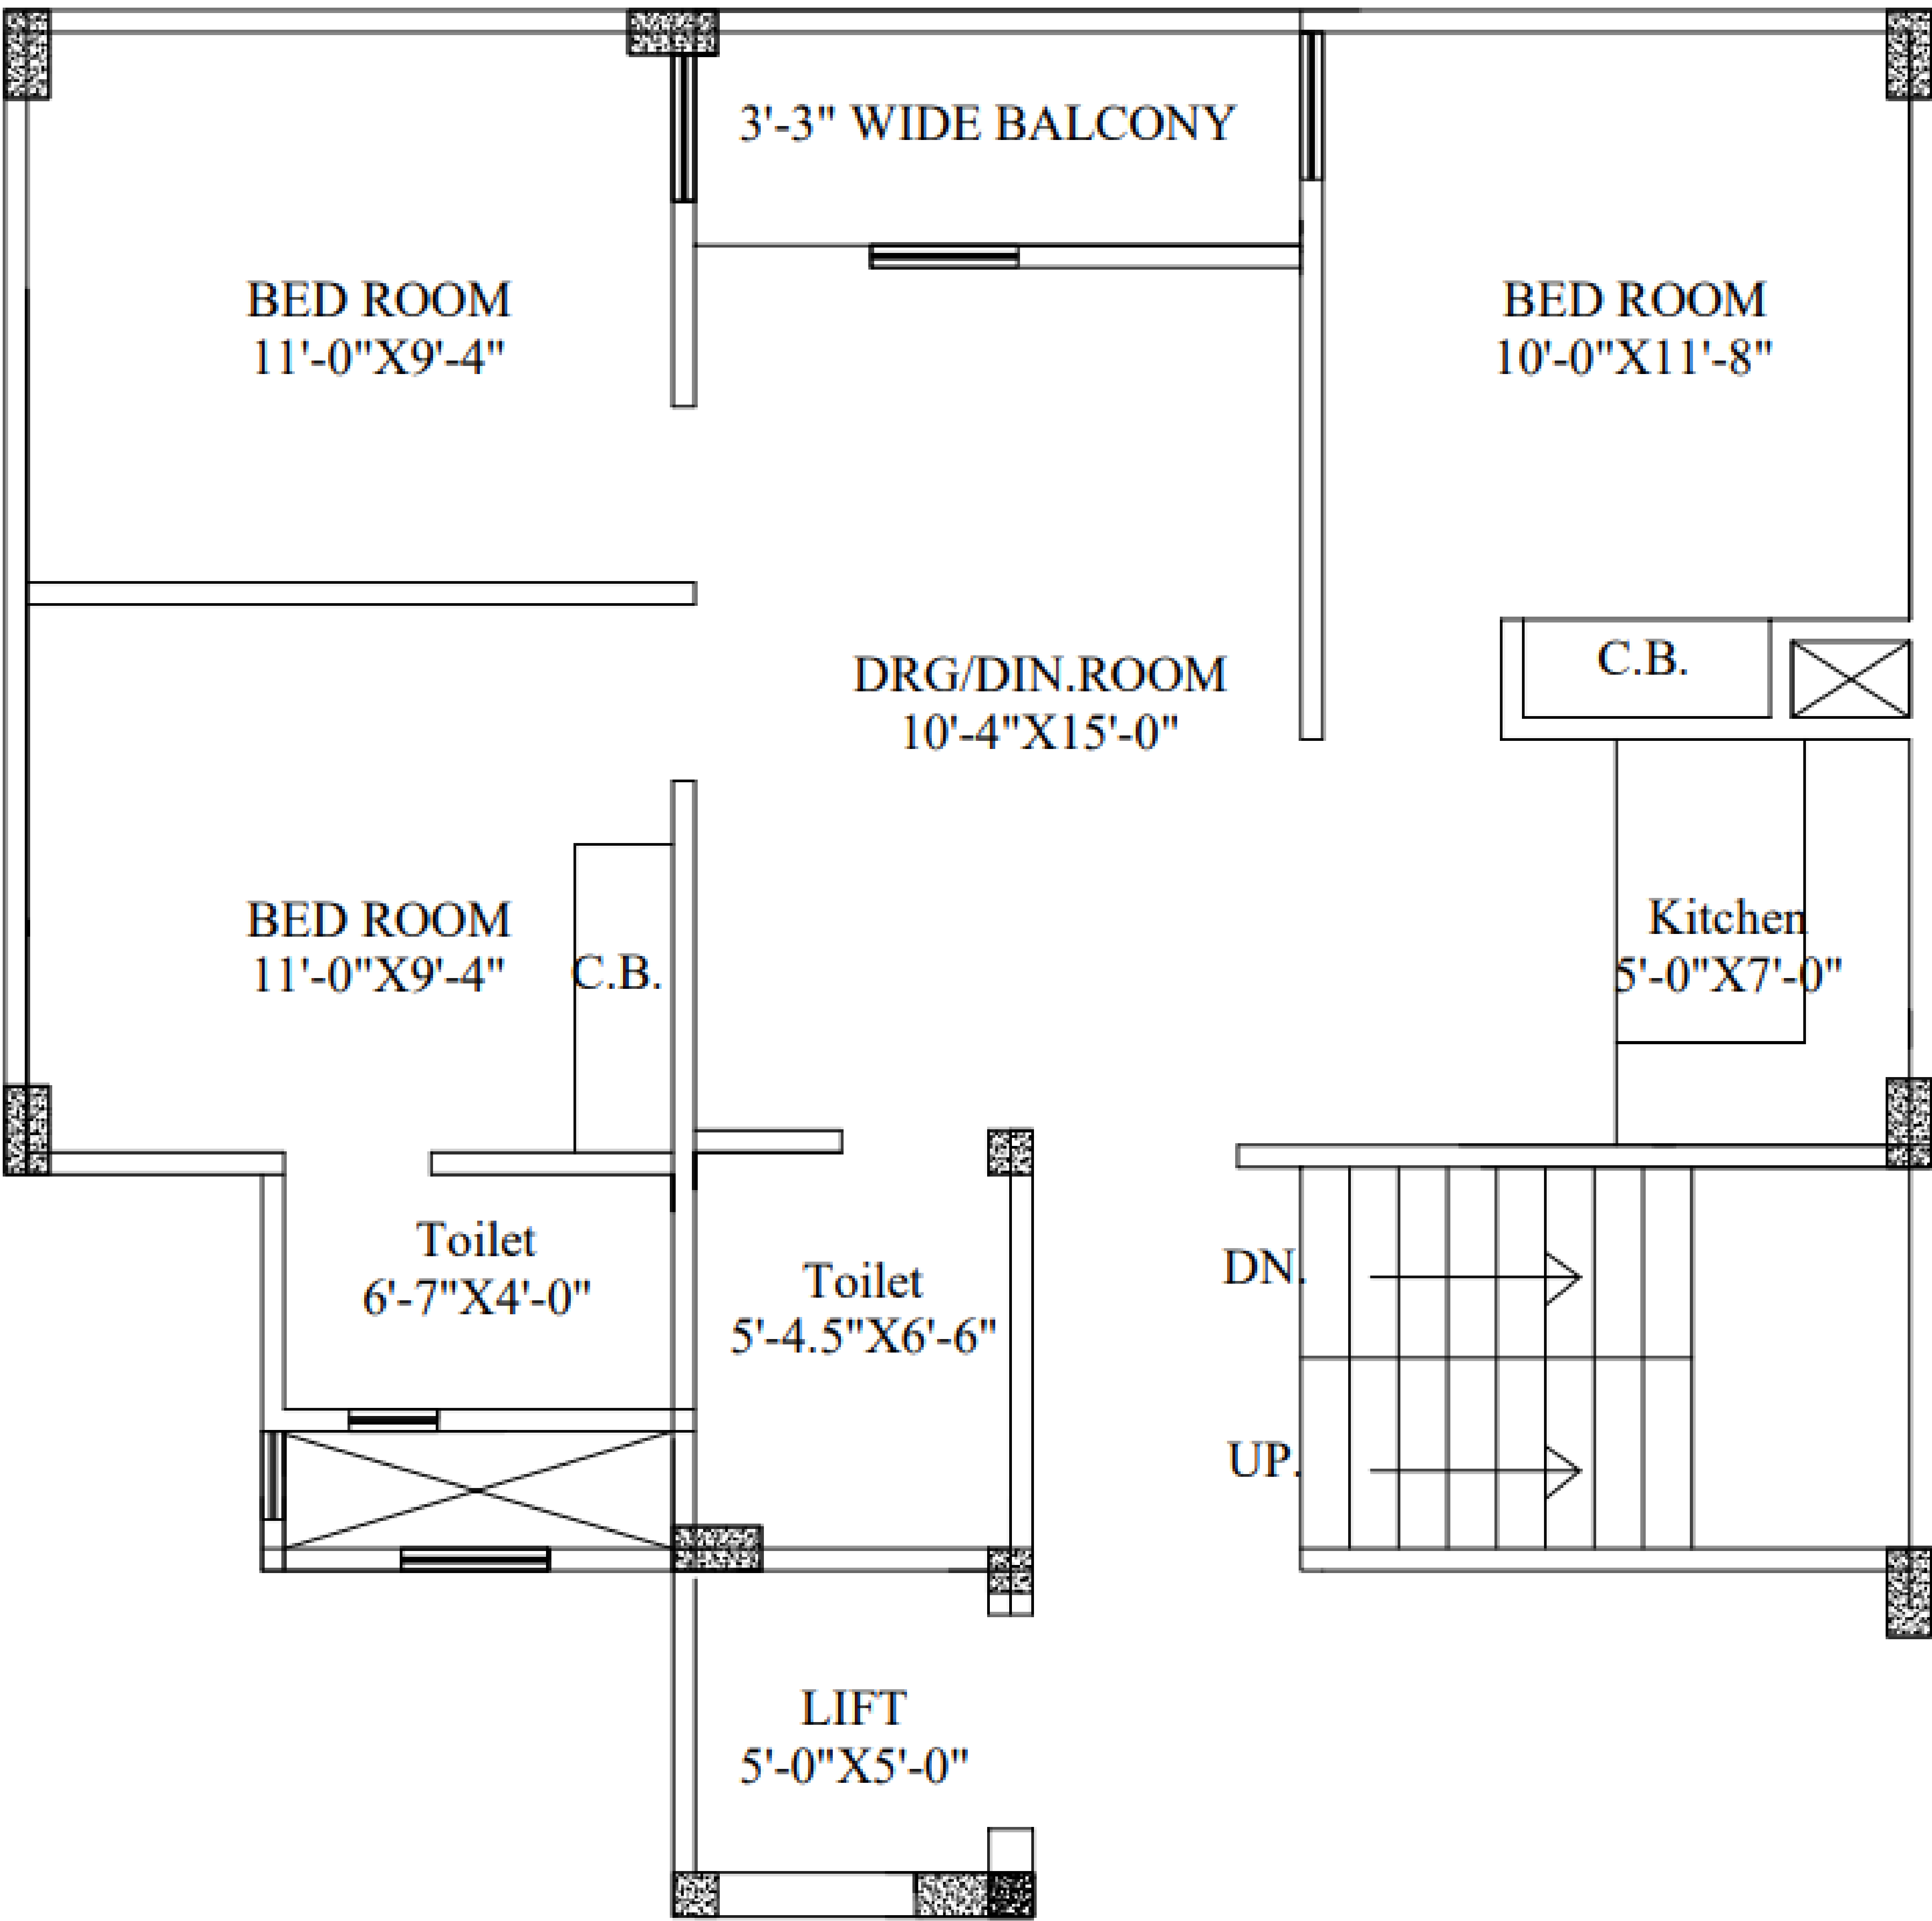 3'-3" WIDE BALCONY
BED ROOM
11'-0"X9'-4"
BED ROOM
10'-0"X11'-8"
DRG/DIN.ROOM
10'-4"X15'-0"
C.B.
BED ROOM
11'-0"X9'-4"
C.B.
Kitchen
5'-0"X7'-0"
Toilet
6'-7"X4'-0"
Toilet
5'-4.5"X6'-6"
DN.
UP.
LIFT
5'-0"X5'-0"